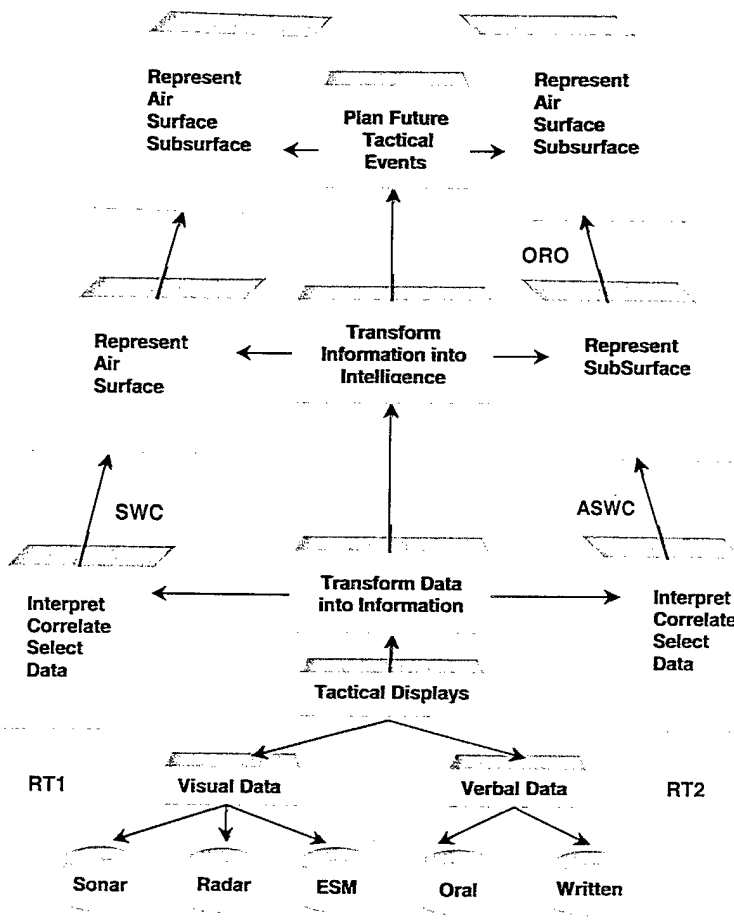 Represent
Air
Surface
Subsurface
Plan Future
Tactical
Events
Represent
Air
Surface
Subsurface
ORO
Represent
Air
Surface
Transform
Information into
Intelligence
Represent
SubSurface
SWC
ASWC
Interpret
Correlate
Select
Data
Transform Data
into Information
Interpret
Correlate
Select
Data
Tactical Displays
RT1
Visual Data
Verbal Data
RT2
Sonar
Radar
ESM
Oral
Written